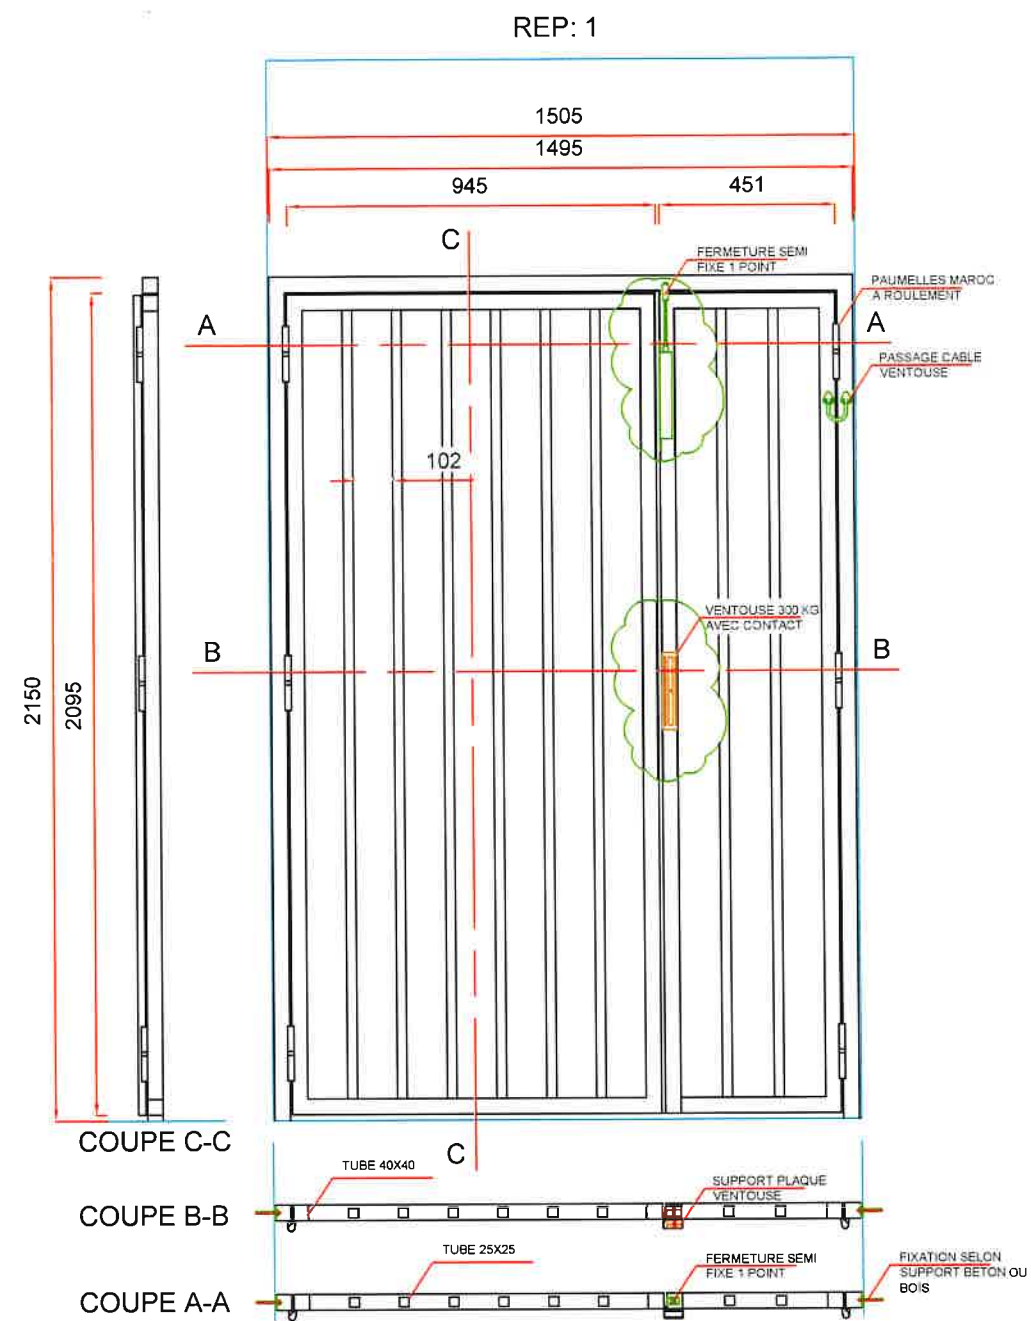 REP: 1
1505
1495
945
451
C
FERMETURE SEMI
FIXE 1 POINT
PAUMELLES MAROC
A ROULEMENT
A
A
PASSAGE CABLE
VENTOUSE
102
VENTOUSE 300 KG
AVEC CONTACT
B
B
2150
2095
COUPE C-C
C
TUBE 40X40
SUPPORT PLAQUE
VENTOUSE
COUPE B-B
TUBE 25X25
FERMETURE SEMI
FIXE 1 POINT
FIXATION SELON
SUPPORT BETON OU
BOIS
COUPE A-A